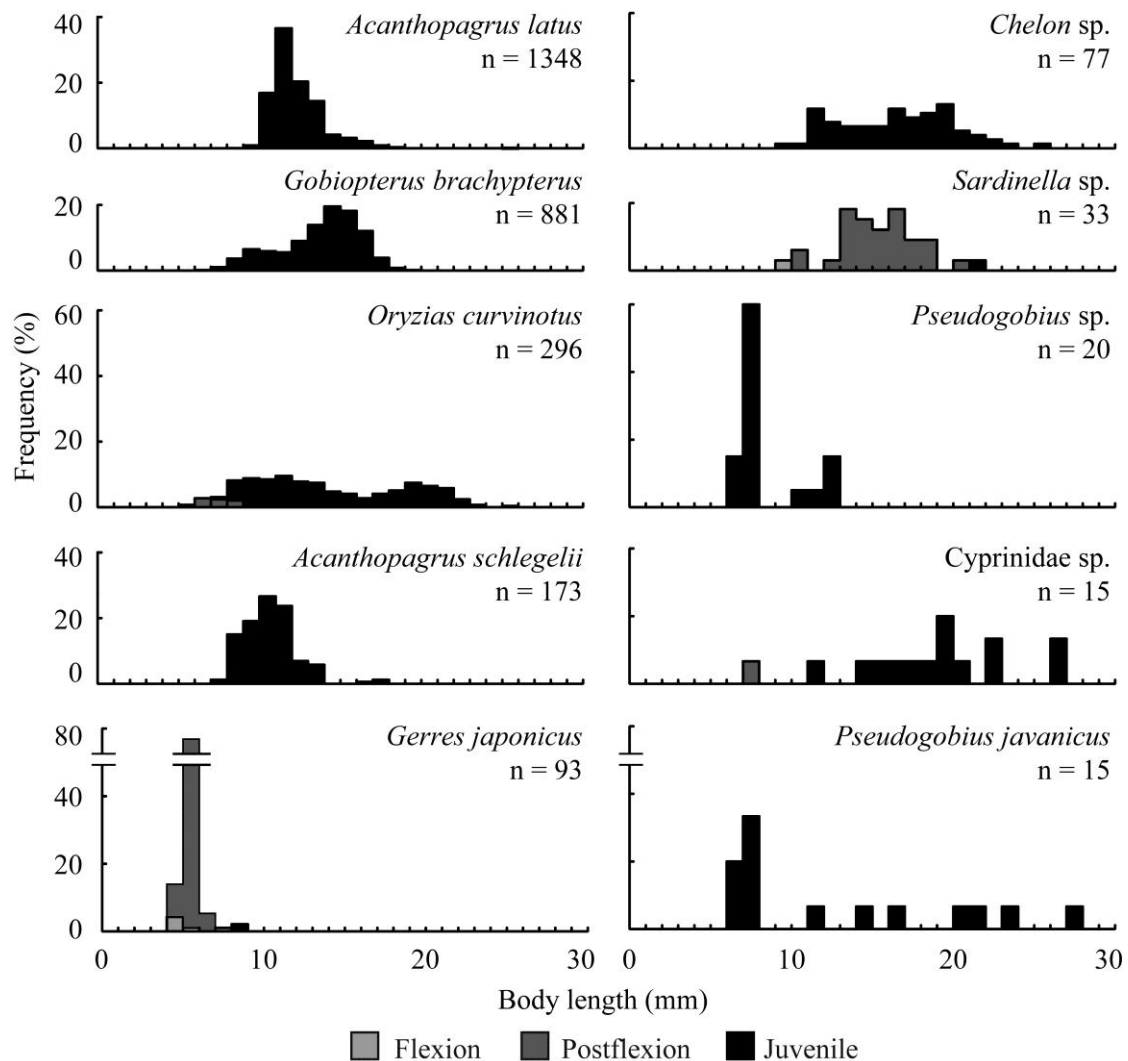 40
20
0
Acanthopagrus latus
n = 1348
Chelon sp.
n = 77
20
0
Gobiopterus brachypterus
n = 881
Sardinella sp.
n = 33
60
40
20
0
Oryzias curvinotus
n = 296
Pseudogobius sp.
n = 20
Frequency (%)
40
20
0
Acanthopagrus schlegelii
n = 173
Cyprinidae sp.
n = 15
80
40
20
0
Gerres japonicus
n = 93
Pseudogobius javanicus
n = 15
0 10 20 30
0 10 20 30
Body length (mm)
Flexion Postflexion Juvenile